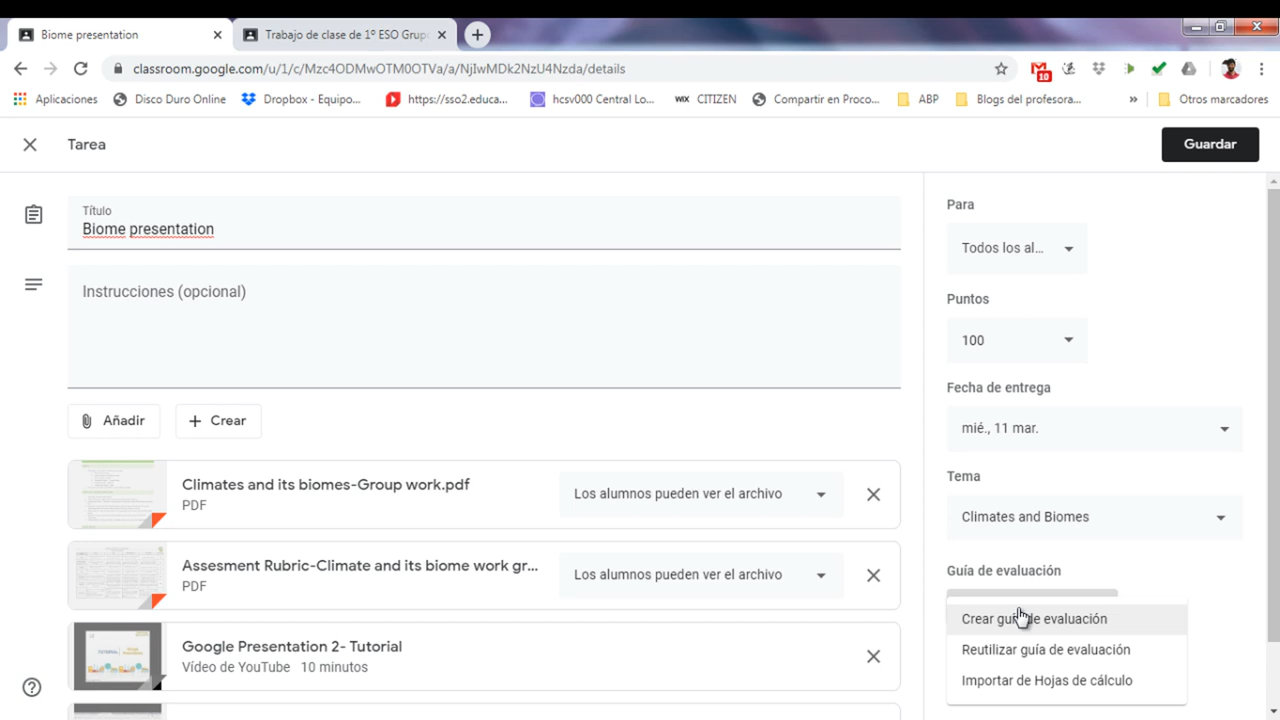 Biome presentation
Trabajo de clase de 1º ESO Grup
classroom.google.com/u/1/c/Mzc4ODMwOTM0OTVa/a/NjIwMDk2NzU4Nzda/details
10
Aplicaciones
Disco Duro Online
Dropbox - Equipo...
https://sso2.educa...
hcsv000 Central Lo...
WIX CITIZEN
Compartir en Proco...
ABP
Blogs del profesora...
»
Otros marcadores
Tarea
Guardar
Título
Biome presentation
Instrucciones (opcional)
Añadir
Crear
Climates and its biomes-Group work.pdf
PDF
Los alumnos pueden ver el archivo
Assesment Rubric-Climate and its biome work gr...
PDF
Los alumnos pueden ver el archivo
Google Presentation 2- Tutorial
Vídeo de YouTube 10 minutos
Para
Todos los al...
Puntos
100
Fecha de entrega
mié., 11 mar.
Tema
Climates and Biomes
Guía de evaluación
Crear guía de evaluación
Reutilizar guía de evaluación
Importar de Hojas de cálculo